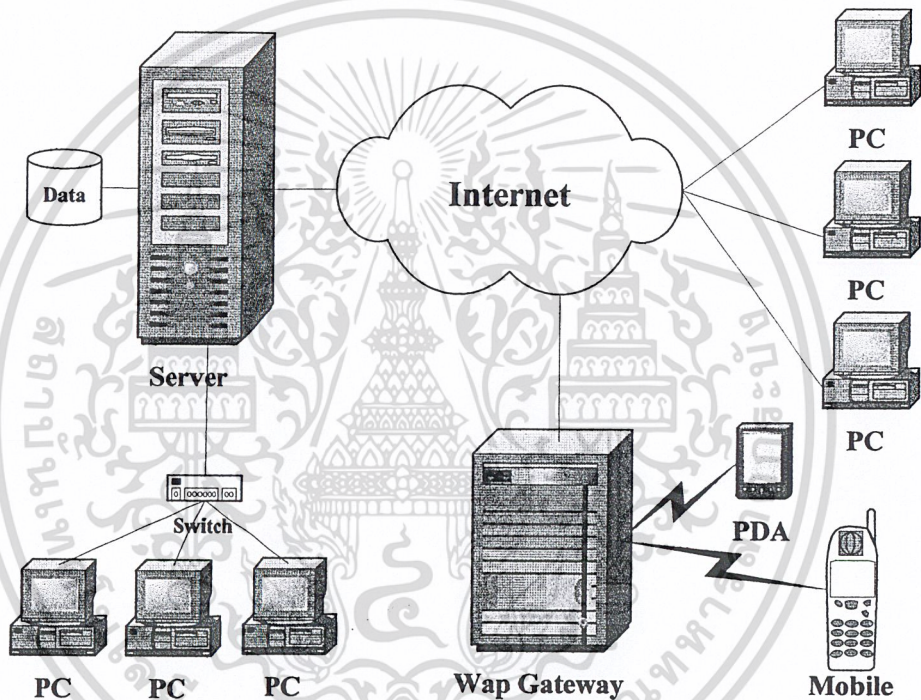 PC
Data
Internet
PC
Server
PC
Switch
PDA
PC
PC
PC
Wap Gateway
Mobile